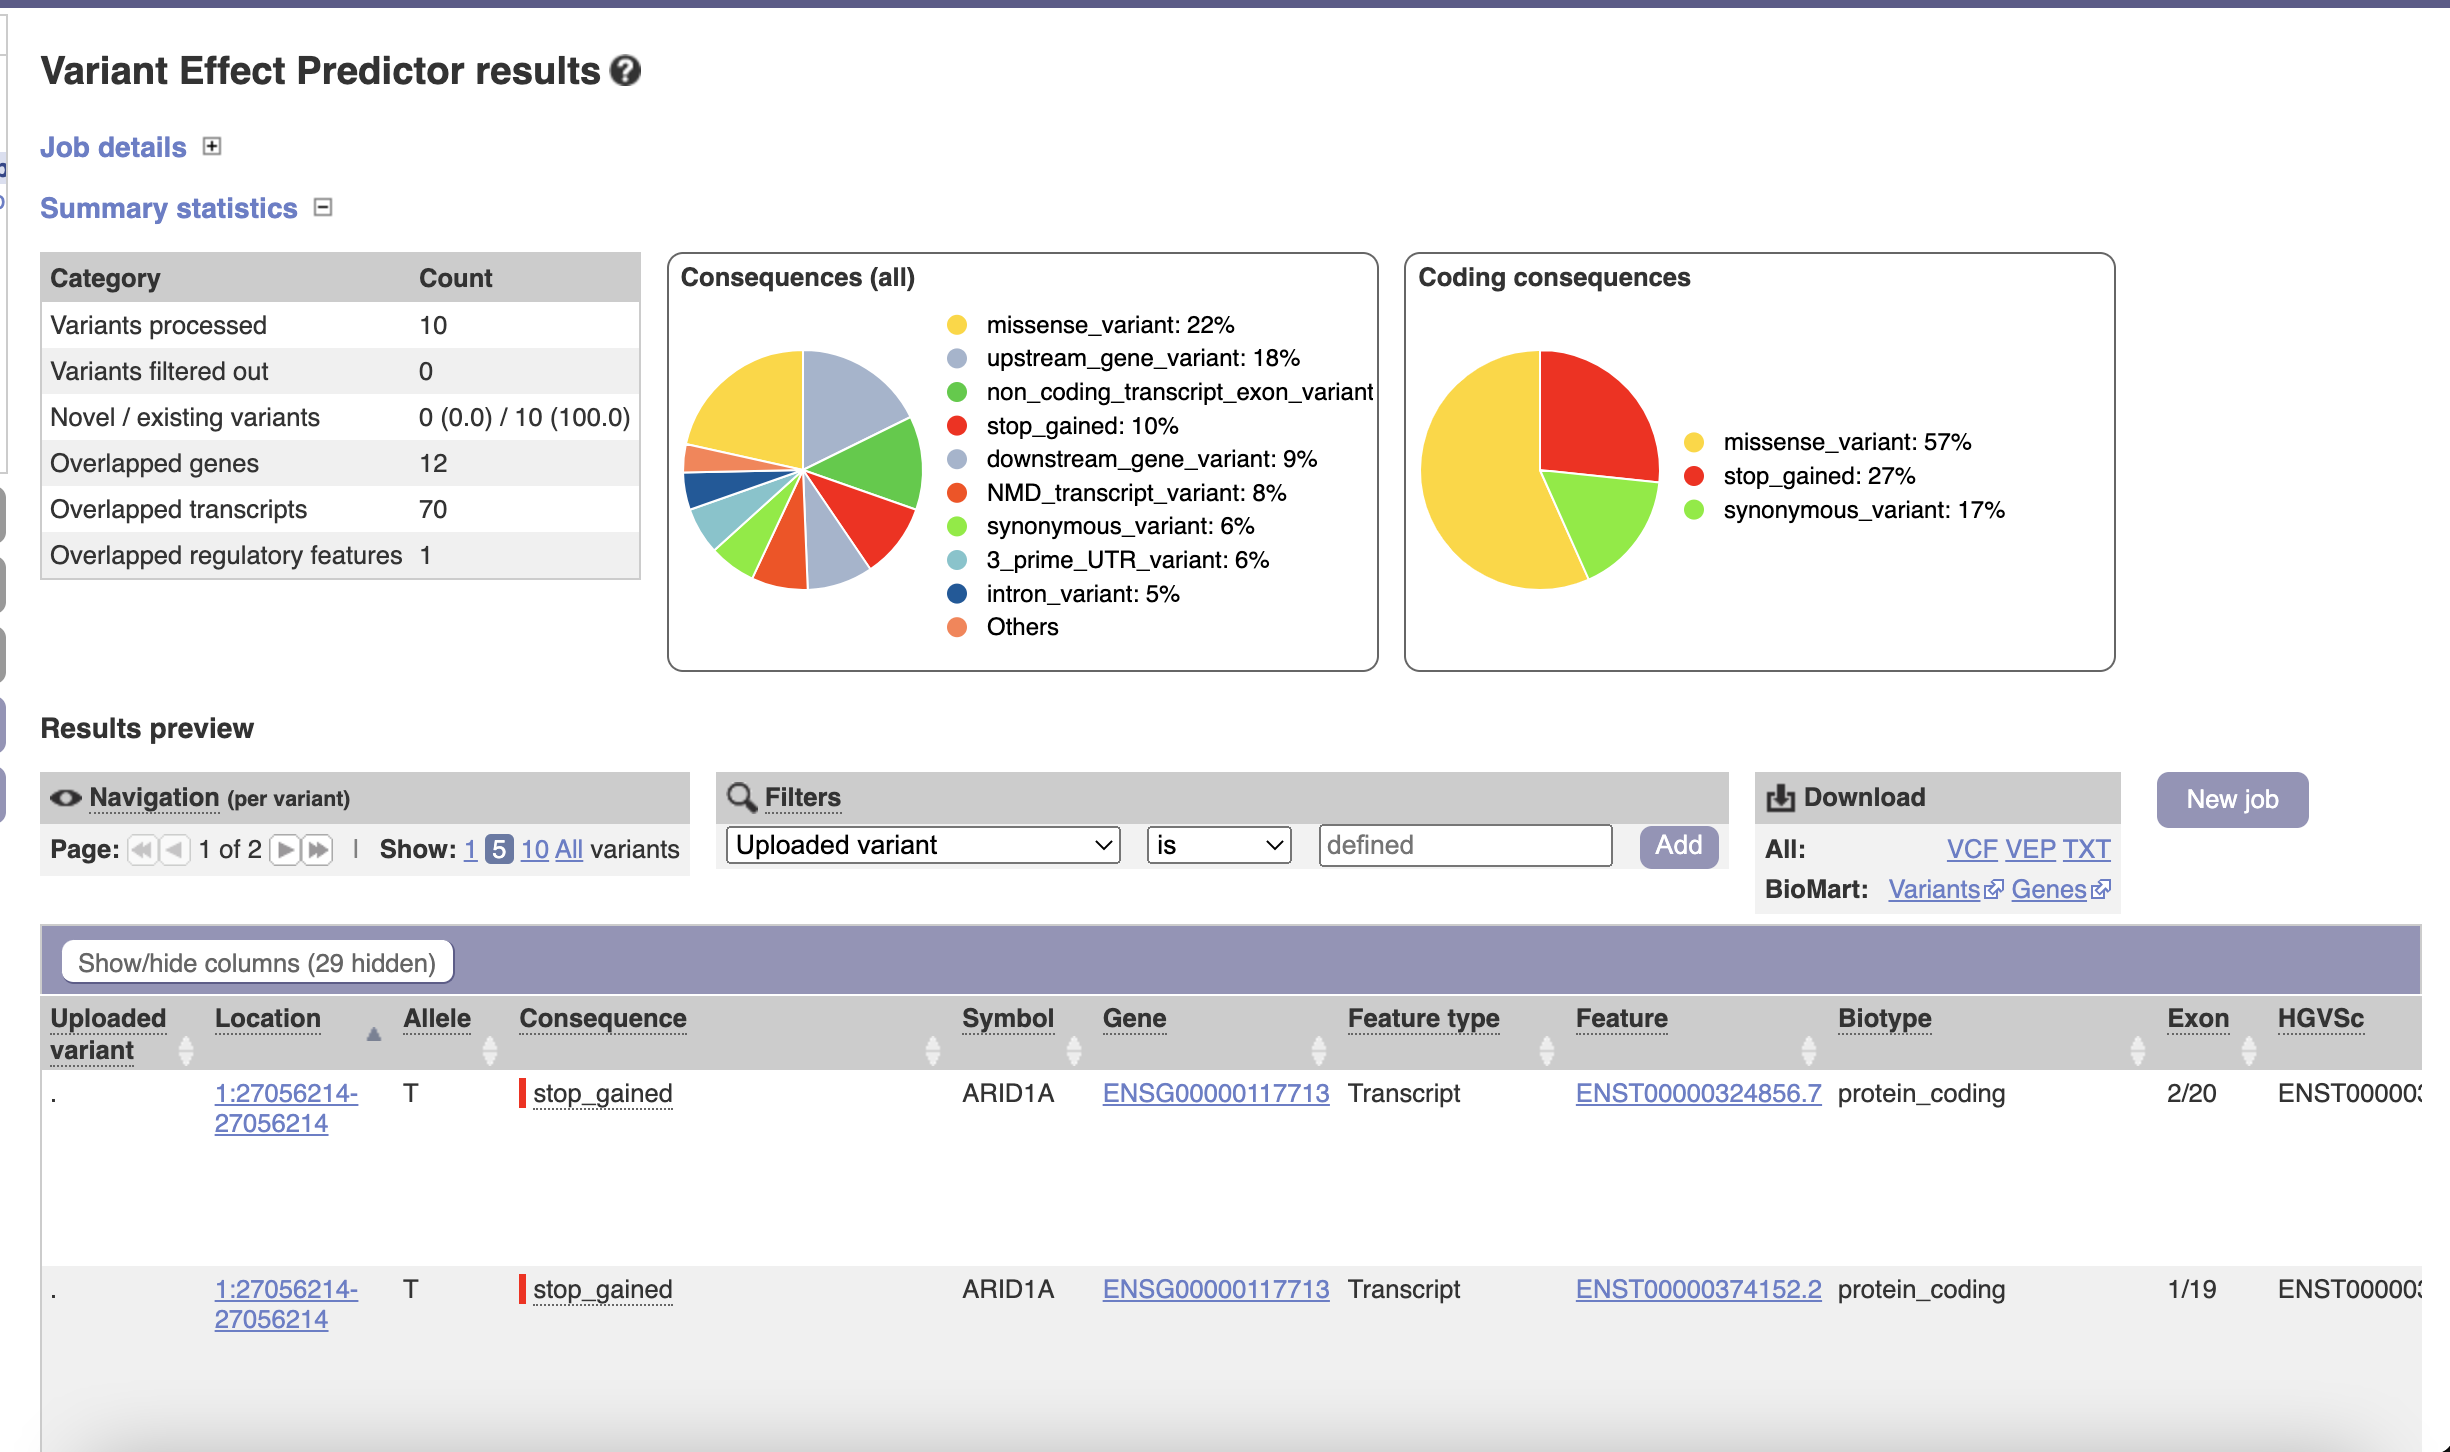 Variant Effect Predictor results
Job details
Summary statistics
Category Count
Variants processed 10
Variants filtered out 0
Novel / existing variants 0 (0.0) / 10 (100.0)
Overlapped genes 12
Overlapped transcripts 70
Overlapped regulatory features 1
Consequences (all)
missense_variant: 22%
upstream_gene_variant: 18%
non_coding_transcript_exon_variant
stop_gained: 10%
downstream_gene_variant: 9%
NMD_transcript_variant: 8%
synonymous_variant: 6%
3_prime_UTR_variant: 6%
intron_variant: 5%
Others
Coding consequences
missense_variant: 57%
stop_gained: 27%
synonymous_variant: 17%
Results preview
Navigation (per variant)
Page: 1 of 2 | Show: 1 5 10 All variants
Filters
Uploaded variant is defined Add
Download
All: VCF VEP TXT
BioMart: Variants Genes
New job
Show/hide columns (29 hidden)
Uploaded variant Location Allele Consequence Symbol Gene Feature type Feature Biotype Exon HGVSc
. 1:27056214- T stop_gained ARID1A ENSG00000117713 Transcript ENST00000324856.7 protein_coding 2/20 ENST00000
27056214
. 1:27056214- T stop_gained ARID1A ENSG00000117713 Transcript ENST00000374152.2 protein_coding 1/19 ENST00000
27056214